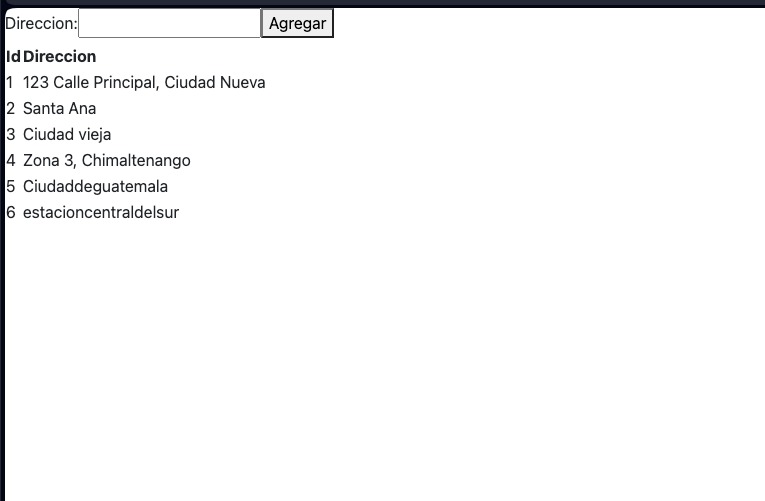 Direccion: Agregar
Id Direccion
1 123 Calle Principal, Ciudad Nueva
2 Santa Ana
3 Ciudad vieja
4 Zona 3, Chimaltenango
5 Ciudaddeguatemala
6 estacioncentraldelsur